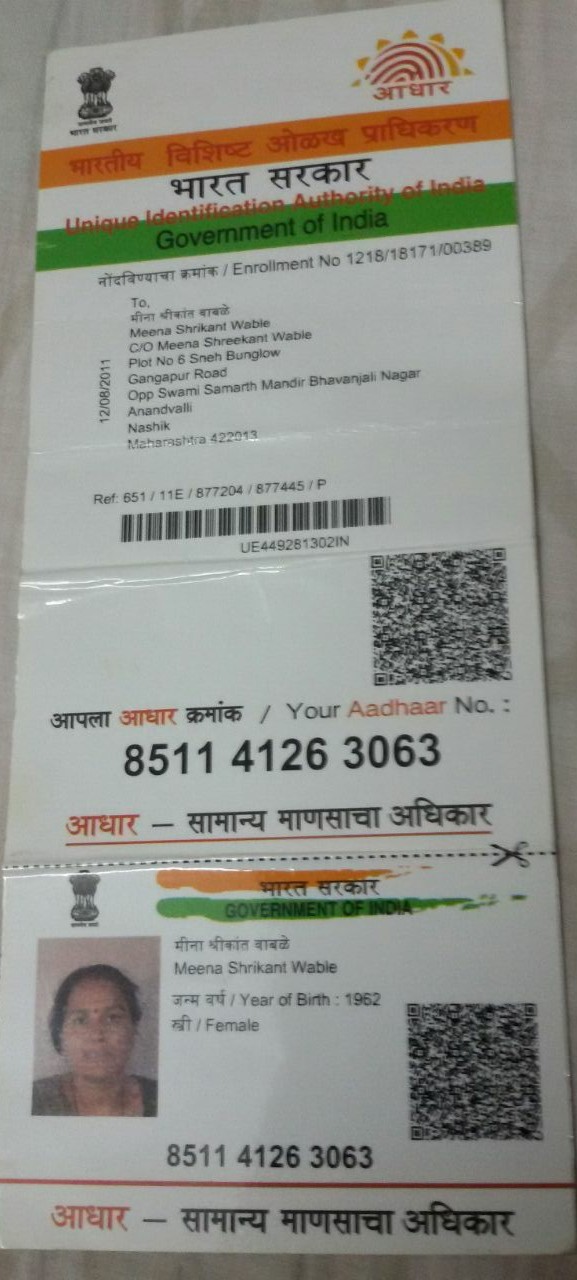 आधार
भारत सरकार
भारतीय विशिष्ट ओळख प्राधिकरण
भारत सरकार
Unique Identification Authority of India
Government of India
नोंदविण्याचा क्रमांक / Enrollment No 1218/18171/00389
To,
मीना श्रीकांत वाबळे
Meena Shrikant Wable
C/O Meena Shreekant Wable
Plot No 6 Sneh Bunglow
Gangapur Road
Opp Swami Samarth Mandir Bhavanjali Nagar
Anandvalli
Nashik
Maharashtra 422013
12/08/2011
Ref: 651 / 11E / 877204 / 877445 / P
UE449281302IN
आपला आधार क्रमांक / Your Aadhaar No. :
8511 4126 3063
आधार – सामान्य माणसाचा अधिकार
भारत सरकार
GOVERNMENT OF INDIA
मीना श्रीकांत वाबळे
Meena Shrikant Wable
जन्म वर्ष / Year of Birth : 1962
स्त्री / Female
8511 4126 3063
आधार – सामान्य माणसाचा अधिकार